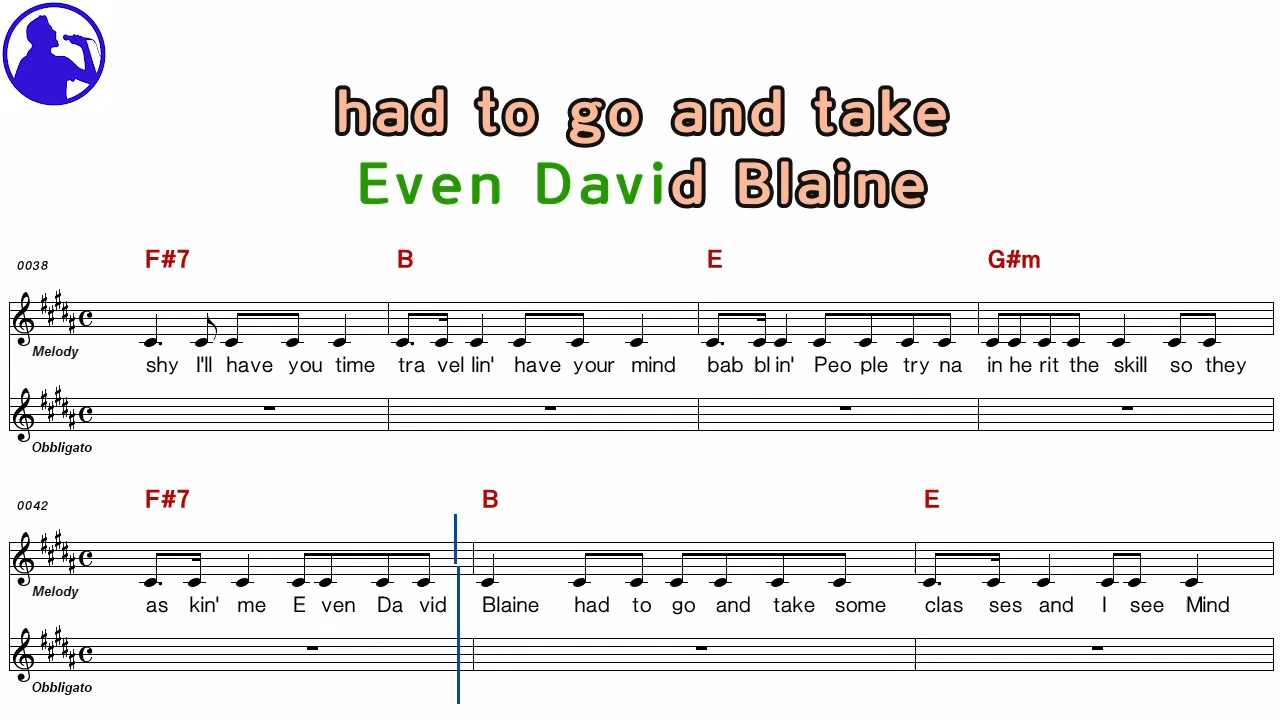 had to go and take
Even David Blaine
F#7 B E G#m
0038
Melody
shy I'll have you time tra vel lin' have your mind bab bl in' Peo ple try na in he rit the skill so they
Obbligato
F#7 B E
0042
Melody
as kin' me E ven Da vid Blaine had to go and take some clas ses and I see Mind
Obbligato